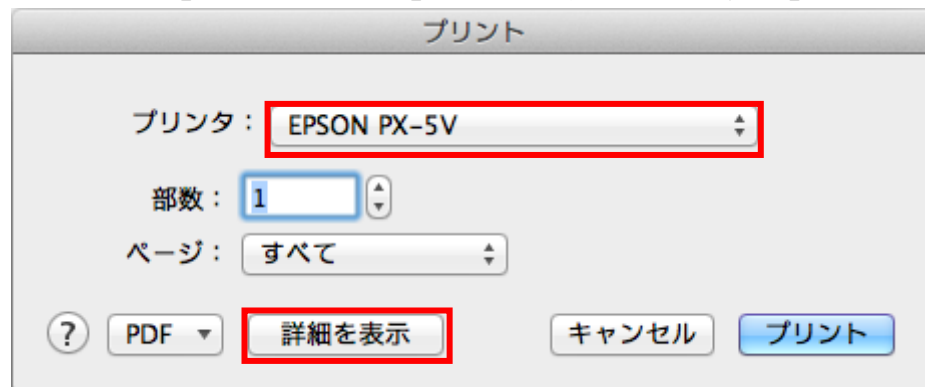 プリント
プリンタ： EPSON PX-5V
部数： 1
ページ： すべて
? PDF 詳細を表示 キャンセル プリント